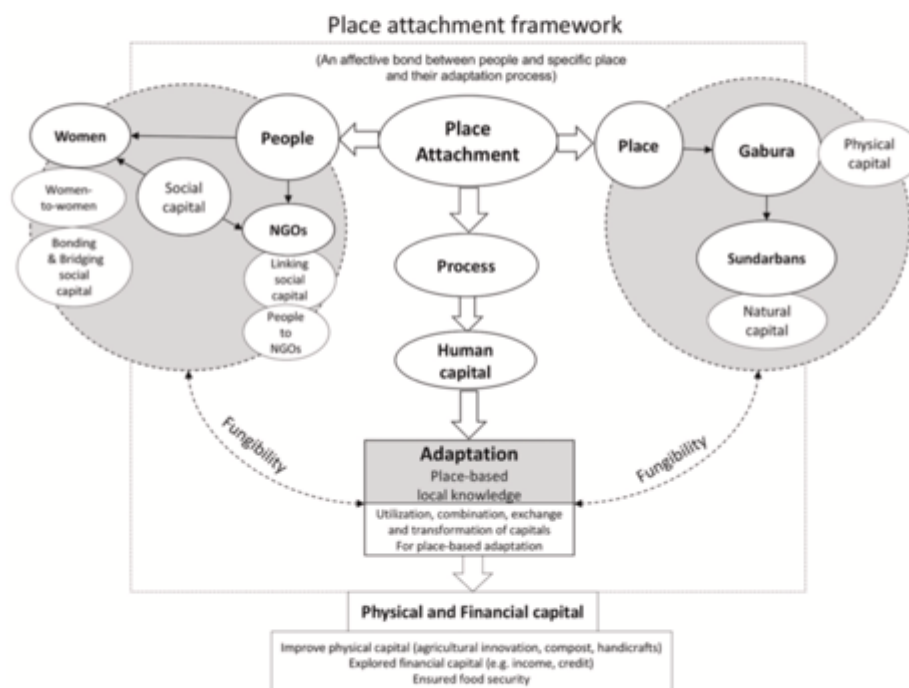 Place attachment framework
(An affective bond between people and specific place
and their adaptation process)
Women
People
Place
Attachment
Place
Gabura
Physical
capital
Women-
to-women
Social
capital
NGOs
Bonding
& Bridging
social
capital
Linking
social
capital
People
to
NGOs
Process
Sundarbans
Natural
capital
Human
capital
Fungibility
Fungibility
Adaptation
Place-based
local knowledge
Utilization, combination, exchange
and transformation of capitals
For place-based adaptation
Physical and Financial capital
Improve physical capital (agricultural innovation, compost, handicrafts)
Explored financial capital (e.g. income, credit)
Ensured food security